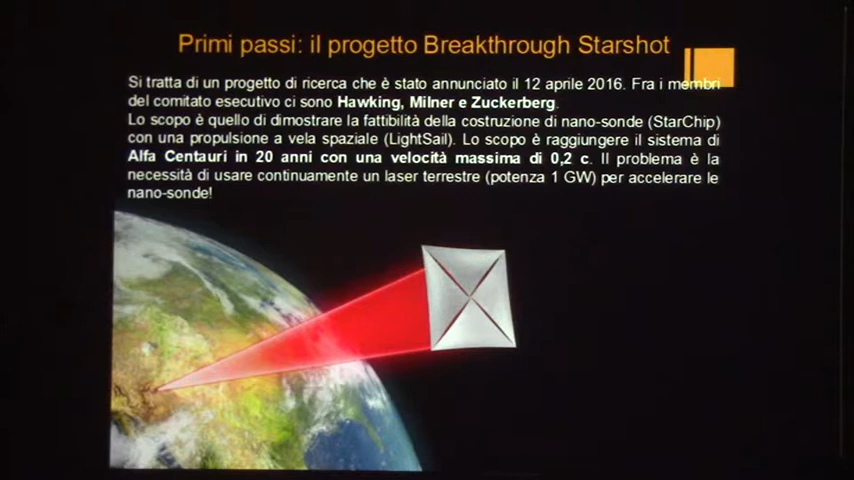 Primi passi: il progetto Breakthrough Starshot
Si tratta di un progetto di ricerca che è stato annunciato il 12 aprile 2016. Fra i membri
del comitato esecutivo ci sono Hawking, Milner e Zuckerberg.
Lo scopo è quello di dimostrare la fattibilità della costruzione di nano-sonde (StarChip)
con una propulsione a vela spaziale (LightSail). Lo scopo è raggiungere il sistema di
Alfa Centauri in 20 anni con una velocità massima di 0,2 c. Il problema è la
necessità di usare continuamente un laser terrestre (potenza 1 GW) per accelerare le
nano-sonde!